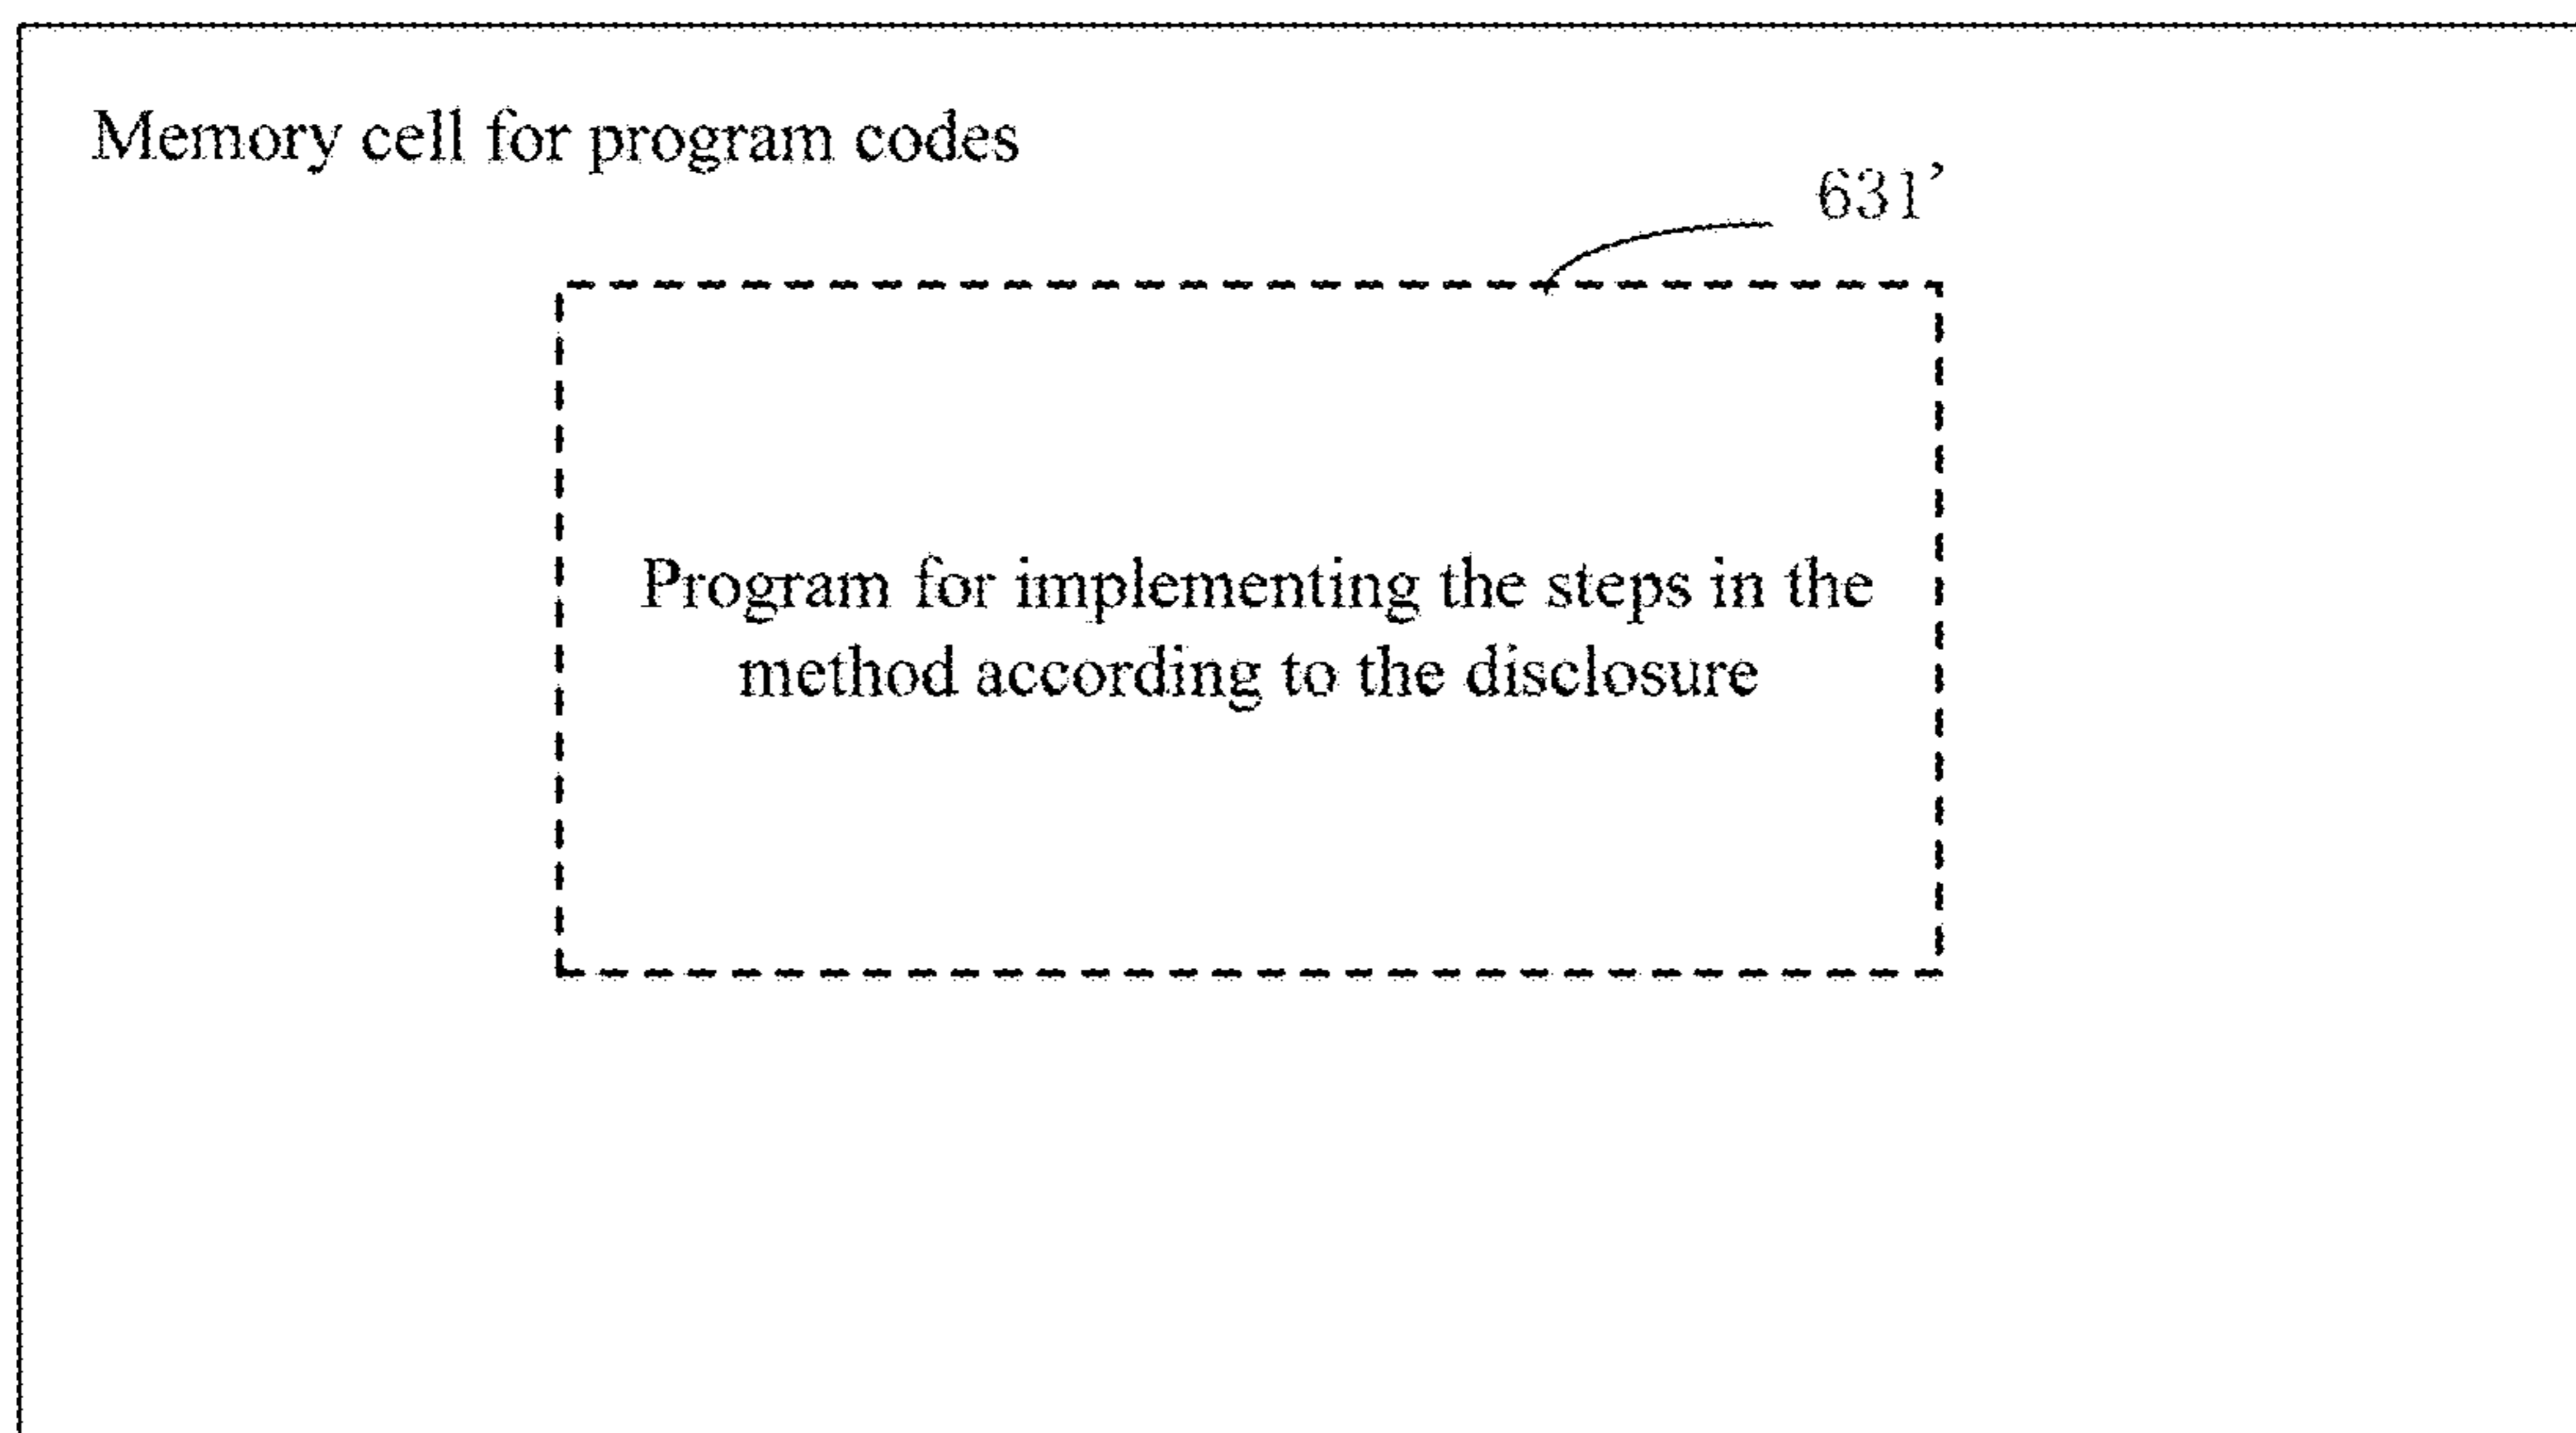 Memory cell for program codes
631’
Program for implementing the steps in the
method according to the disclosure